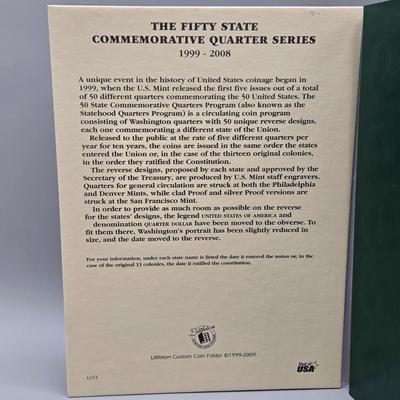 THE FIFTY STATE
COMMEMORATIVE QUARTER SERIES
1999 - 2008
A unique event in the history of United States coinage began in
1999, when the U.S. Mint released the first five issues out of a total
of 50 different quarters commemorating the 50 United States. The
50 State Commemorative Quarters Program (also known as the
Statehood Quarters Program) is a circulating coin program
consisting of Washington quarters with 50 unique reverse designs,
each one commemorating a different state of the Union.
Released to the public at the rate of five different quarters per
year for ten years, the coins are issued in the same order the states
entered the Union or, in the case of the thirteen original colonies,
in the order they ratified the Constitution.
The reverse designs, proposed by each state and approved by the
Secretary of the Treasury, are produced by U.S. Mint staff engravers.
Quarters for general circulation are struck at both the Philadelphia
and Denver Mints, while clad Proof and silver Proof versions are
struck at the San Francisco Mint.
In order to provide as much room as possible on the reverse
for the states' designs, the legend UNITED STATES OF AMERICA and
denomination QUARTER DOLLAR have been moved to the obverse. To
fit them there, Washington's portrait has been slightly reduced in
size, and the date moved to the reverse.
For your information, under each state name is listed the date it entered the union or, in the
case of the original 13 colonies, the date it ratified the constitution.
Littleton Custom Coin Folder ©1999-2009
LCF3
Made in
USA